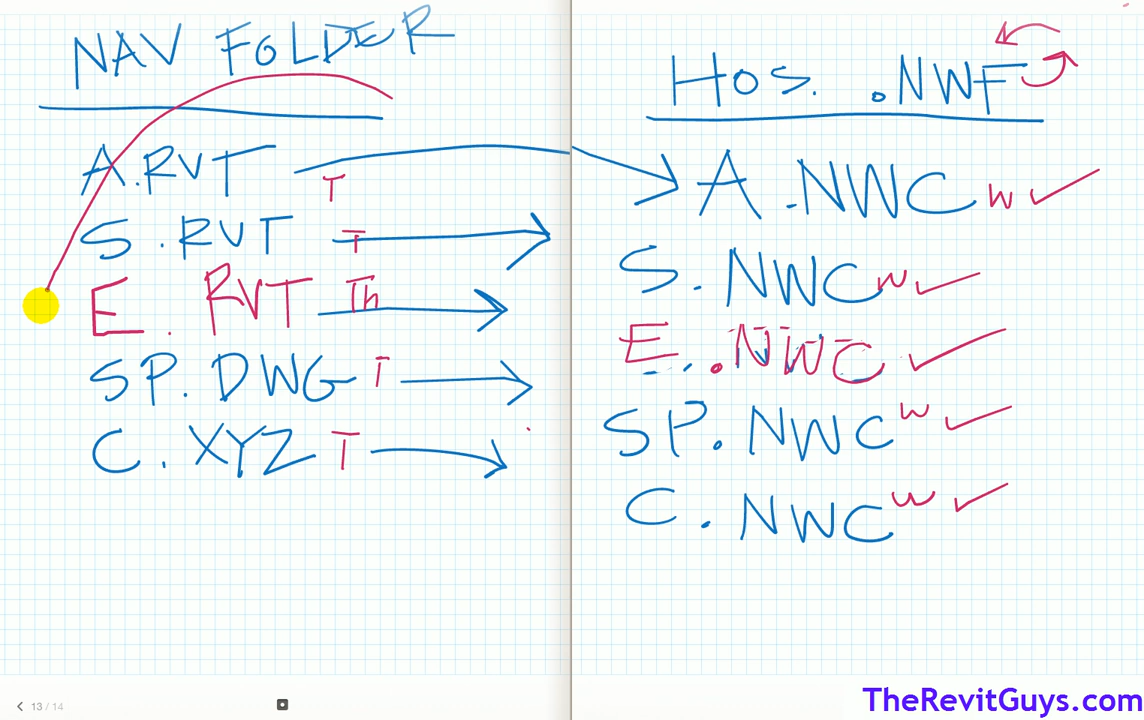 NAV FOLDER
A.RVT T
S.RVT T
E.RVT Th
SP.DWG T
C.XYZ T
13 / 14
Hos. .NWF
A.NWC W
S.NWC W
E.NWC
SP.NWC W
C.NWC W
TheRevitGuys.com